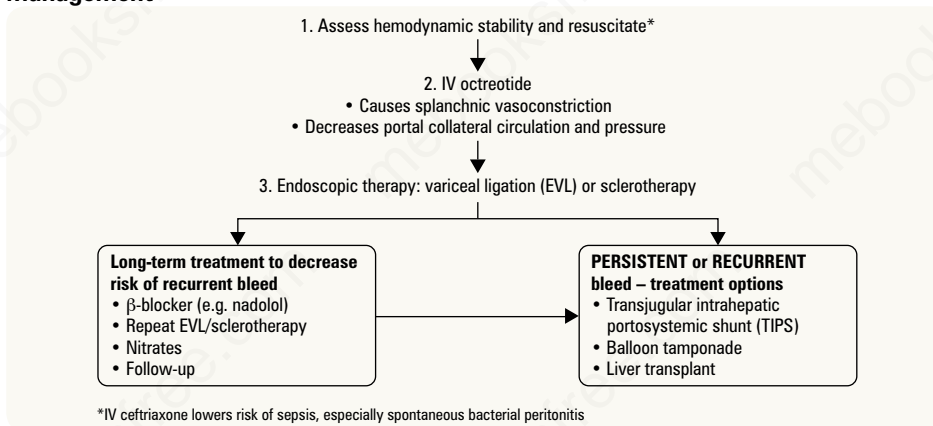 1. Assess hemodynamic stability and resuscitate*
2. IV octreotide
• Causes splanchnic vasoconstriction
• Decreases portal collateral circulation and pressure
3. Endoscopic therapy: variceal ligation (EVL) or sclerotherapy
Long-term treatment to decrease
risk of recurrent bleed
• β-blocker (e.g. nadolol)
• Repeat EVL/sclerotherapy
• Nitrates
• Follow-up
PERSISTENT or RECURRENT
bleed – treatment options
• Transjugular intrahepatic
portosystemic shunt (TIPS)
• Balloon tamponade
• Liver transplant
*IV ceftriaxone lowers risk of sepsis, especially spontaneous bacterial peritonitis